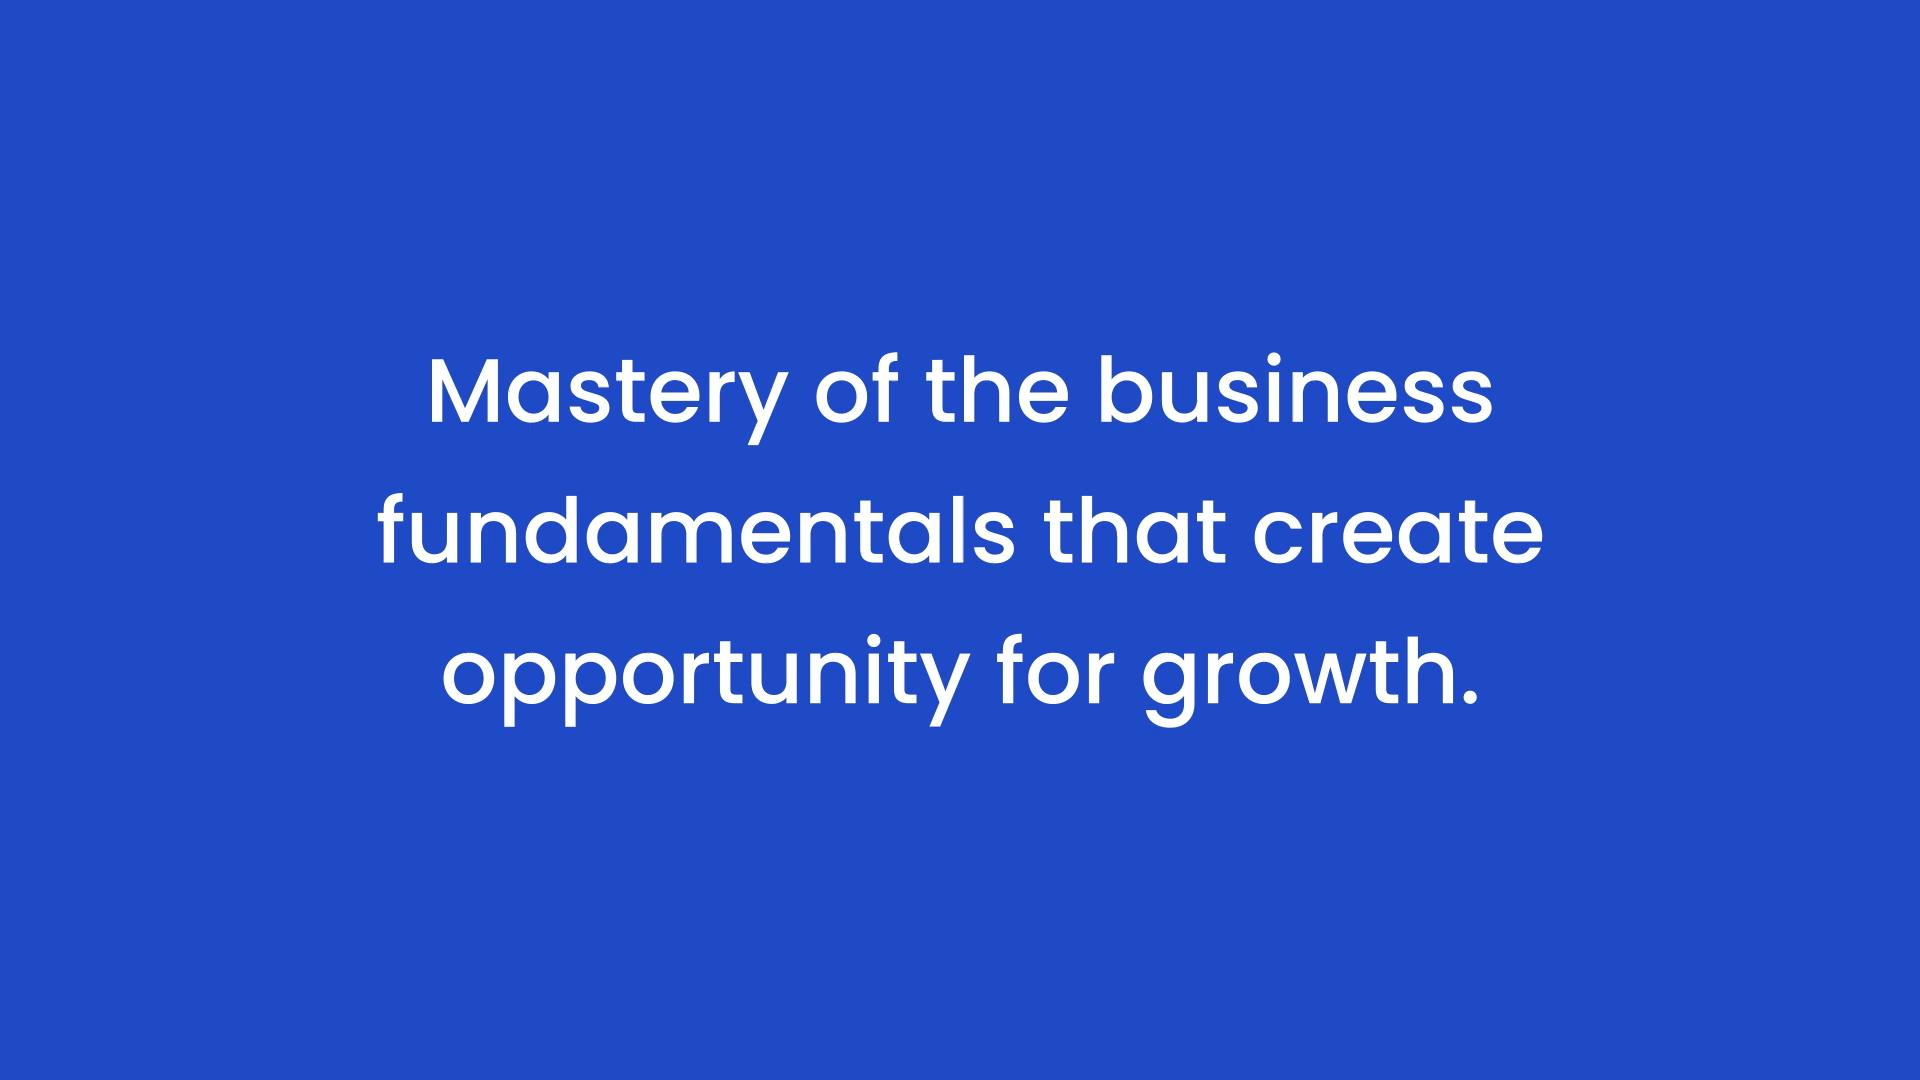 Mastery of the business
fundamentals that create
opportunity for growth.